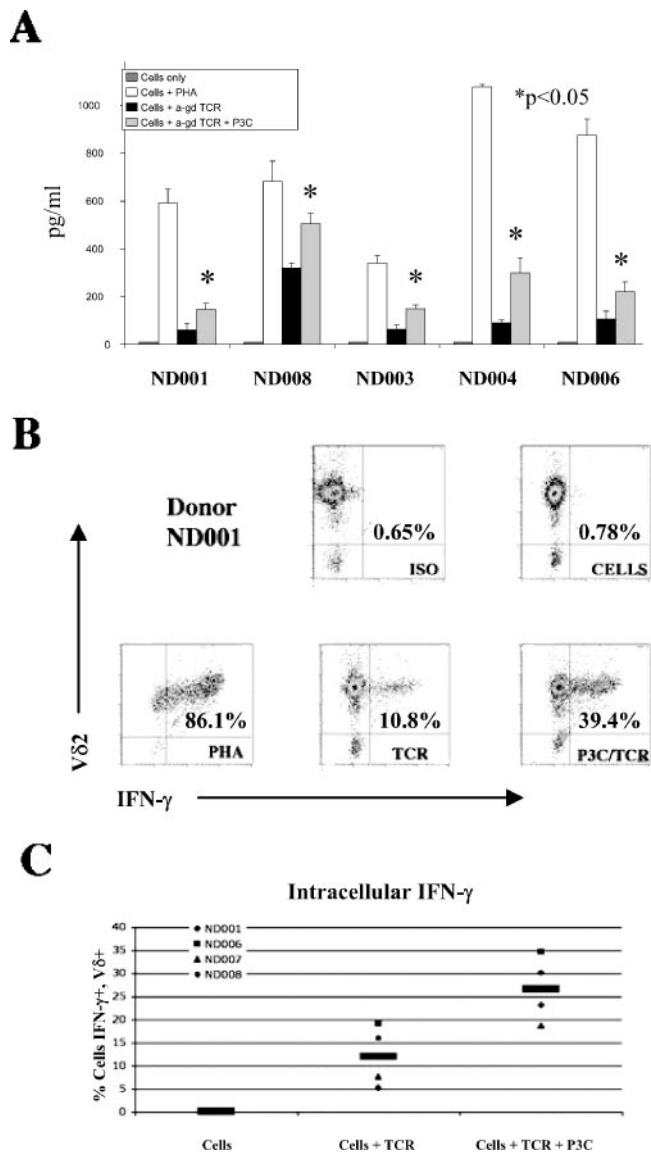 A
Cells only
Cells + PHA
Cells + a-gd TCR
Cells + a-gd TCR + P3C
*p<0.05
pg/ml
1000
800
600
400
200
0
* * * * *
ND001 ND008 ND003 ND004 ND006
B
Donor
ND001
0.65%
ISO
0.78%
CELLS
86.1%
PHA
10.8%
TCR
39.4%
P3C/TCR
Vδ2
IFN-γ
C
Intracellular IFN-γ
% Cells IFN-γ+, Vδ+
40
35
30
25
20
15
10
5
0
ND001
ND006
ND007
ND008
Cells Cells + TCR Cells + TCR + P3C